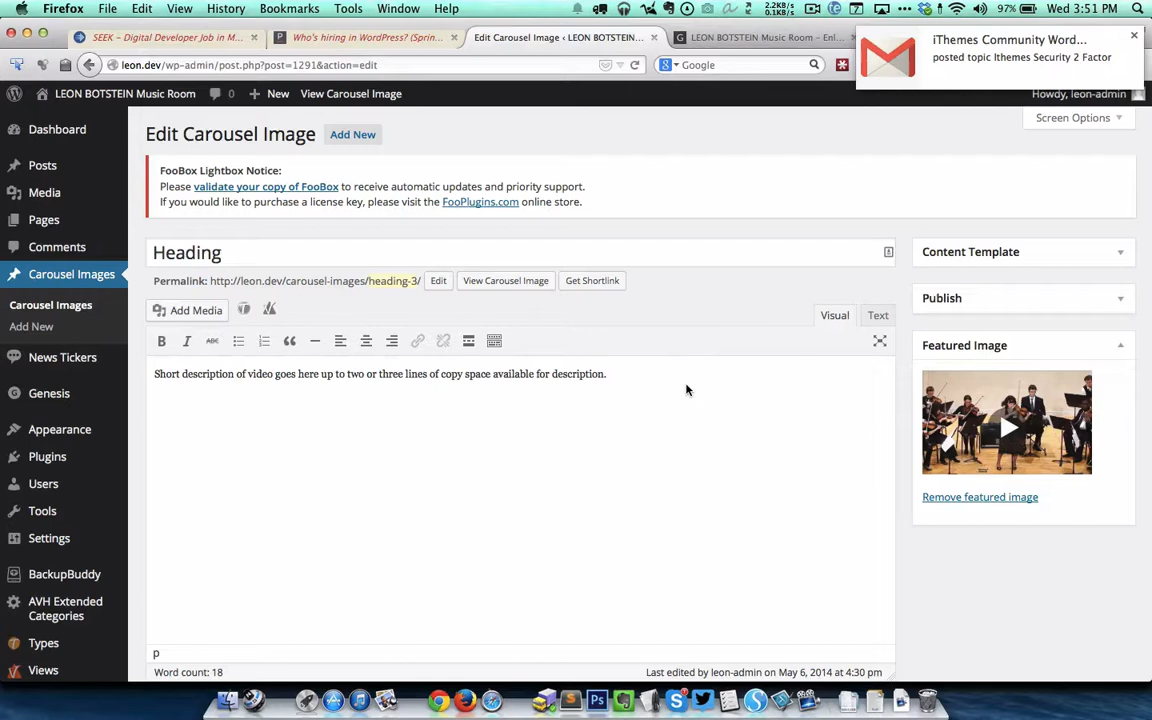 Firefox File Edit View History Bookmarks Tools Window Help
2.2KB/s
0.1KB/s
97% Wed 3:51 PM
SEEK – Digital Developer Job in M...
Who's hiring in WordPress? (Sprin...
Edit Carousel Image ‹ LEON BOTSTEIN...
LEON BOTSTEIN Music Room – Enl...
leon.dev/wp-admin/post.php?post=1291&action=edit
Google
iThemes Community Word...
posted topic Ithemes Security 2 Factor
LEON BOTSTEIN Music Room 0 New View Carousel Image
Howdy, leon-admin
Screen Options
Dashboard
Posts
Media
Pages
Comments
Carousel Images
Carousel Images
Add New
News Tickers
Genesis
Appearance
Plugins
Users
Tools
Settings
BackupBuddy
AVH Extended
Categories
Types
Views
Edit Carousel Image Add New
FooBox Lightbox Notice:
Please validate your copy of FooBox to receive automatic updates and priority support.
If you would like to purchase a license key, please visit the FooPlugins.com online store.
Heading
Permalink: http://leon.dev/carousel-images/heading-3/ Edit View Carousel Image Get Shortlink
Add Media
Visual Text
B I ABC
Short description of video goes here up to two or three lines of copy space available for description.
p
Word count: 18
Last edited by leon-admin on May 6, 2014 at 4:30 pm
Content Template
Publish
Featured Image
Remove featured image